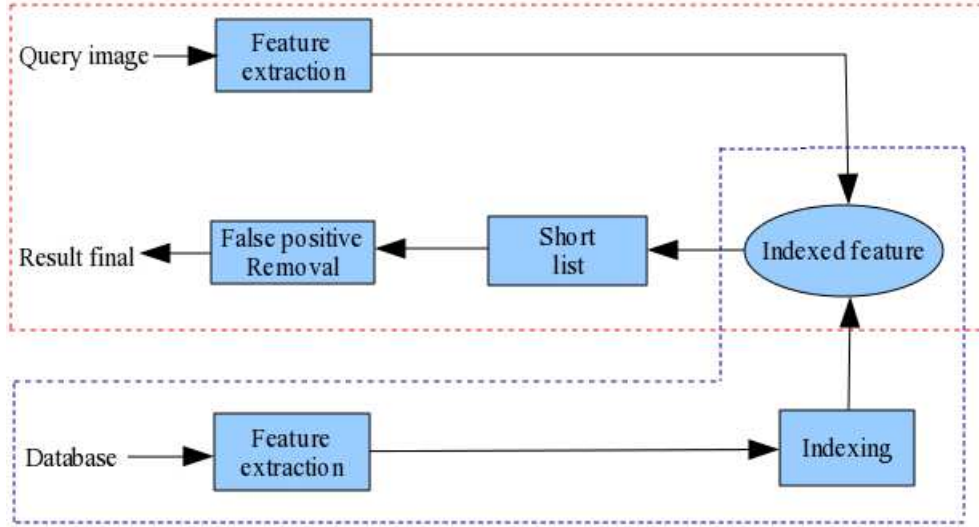 Query image
Feature
extraction
Result final
False positive
Removal
Short
list
Indexed feature
Database
Feature
extraction
Indexing